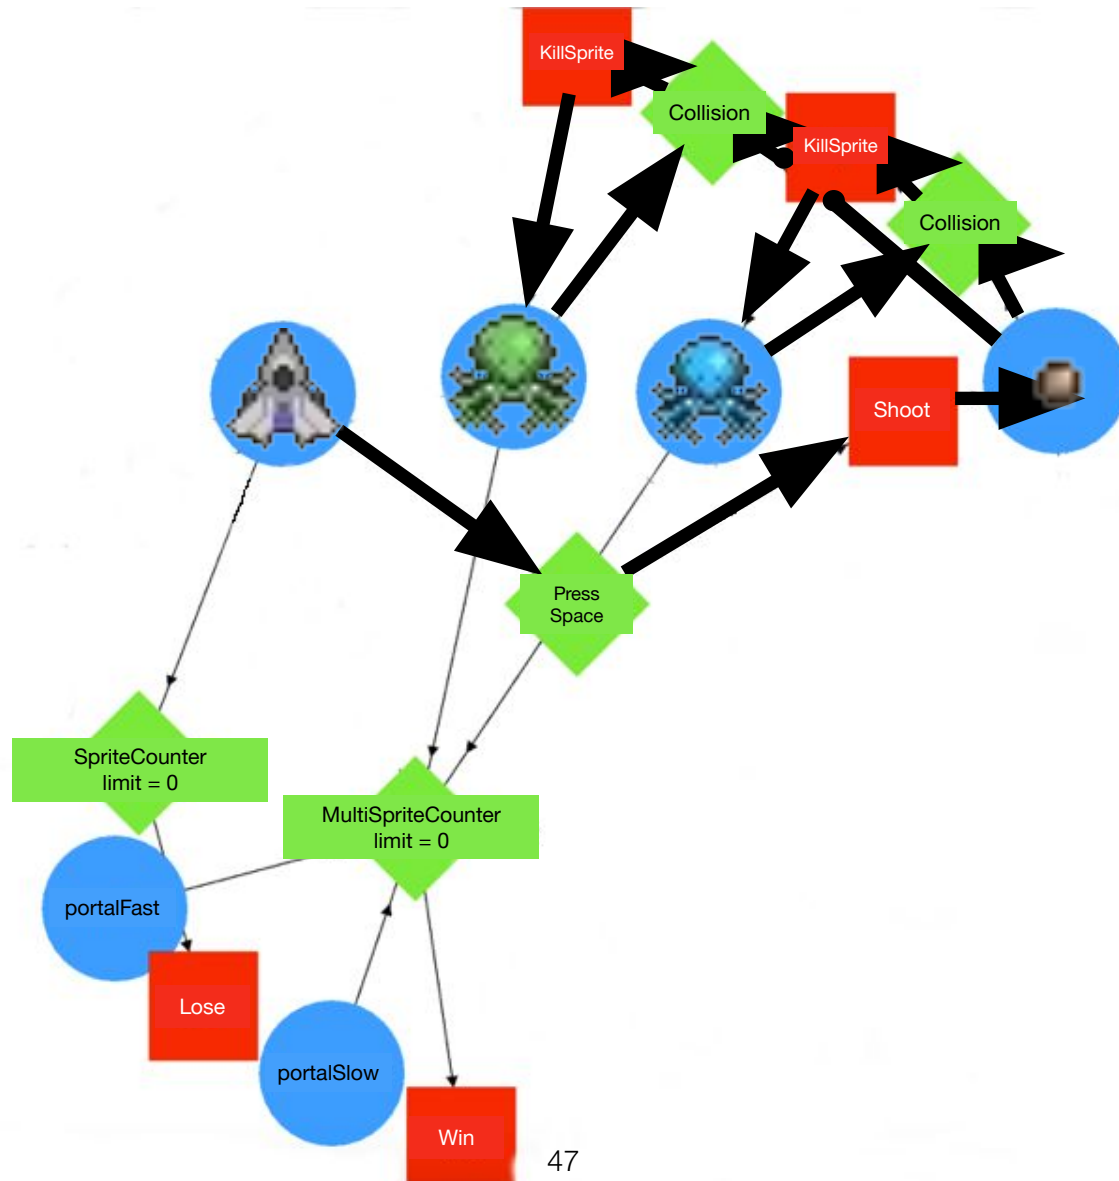 KillSprite
Collision
KillSprite
Collision
Shoot
Press
Space
SpriteCounter
limit = 0
MultiSpriteCounter
limit = 0
portalFast
Lose
portalSlow
Win
47